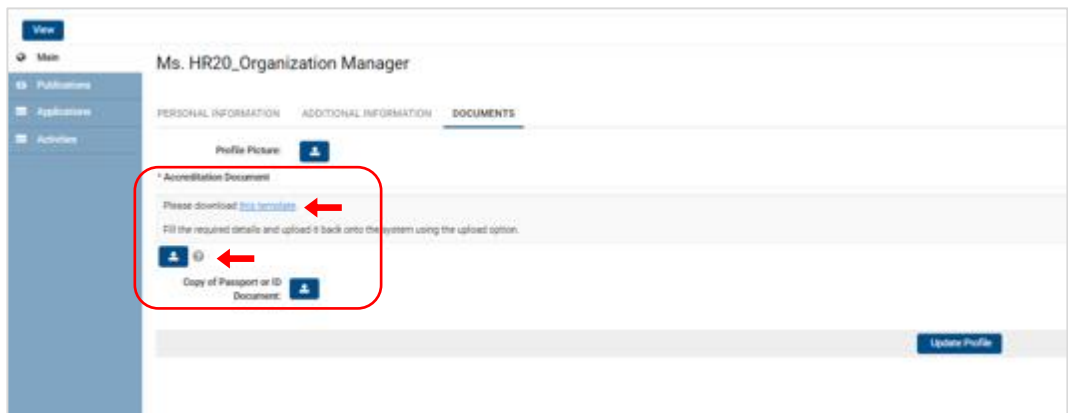 View
Main
Ms. HR20_Organization Manager
Publications
Applications
Activities
PERSONAL INFORMATION ADDITIONAL INFORMATION DOCUMENTS
Profile Picture:
* Accreditation Document
Please download this template.
Fill the required details and upload it back onto the system using the upload option.
Copy of Passport or ID
Document:
Update Profile